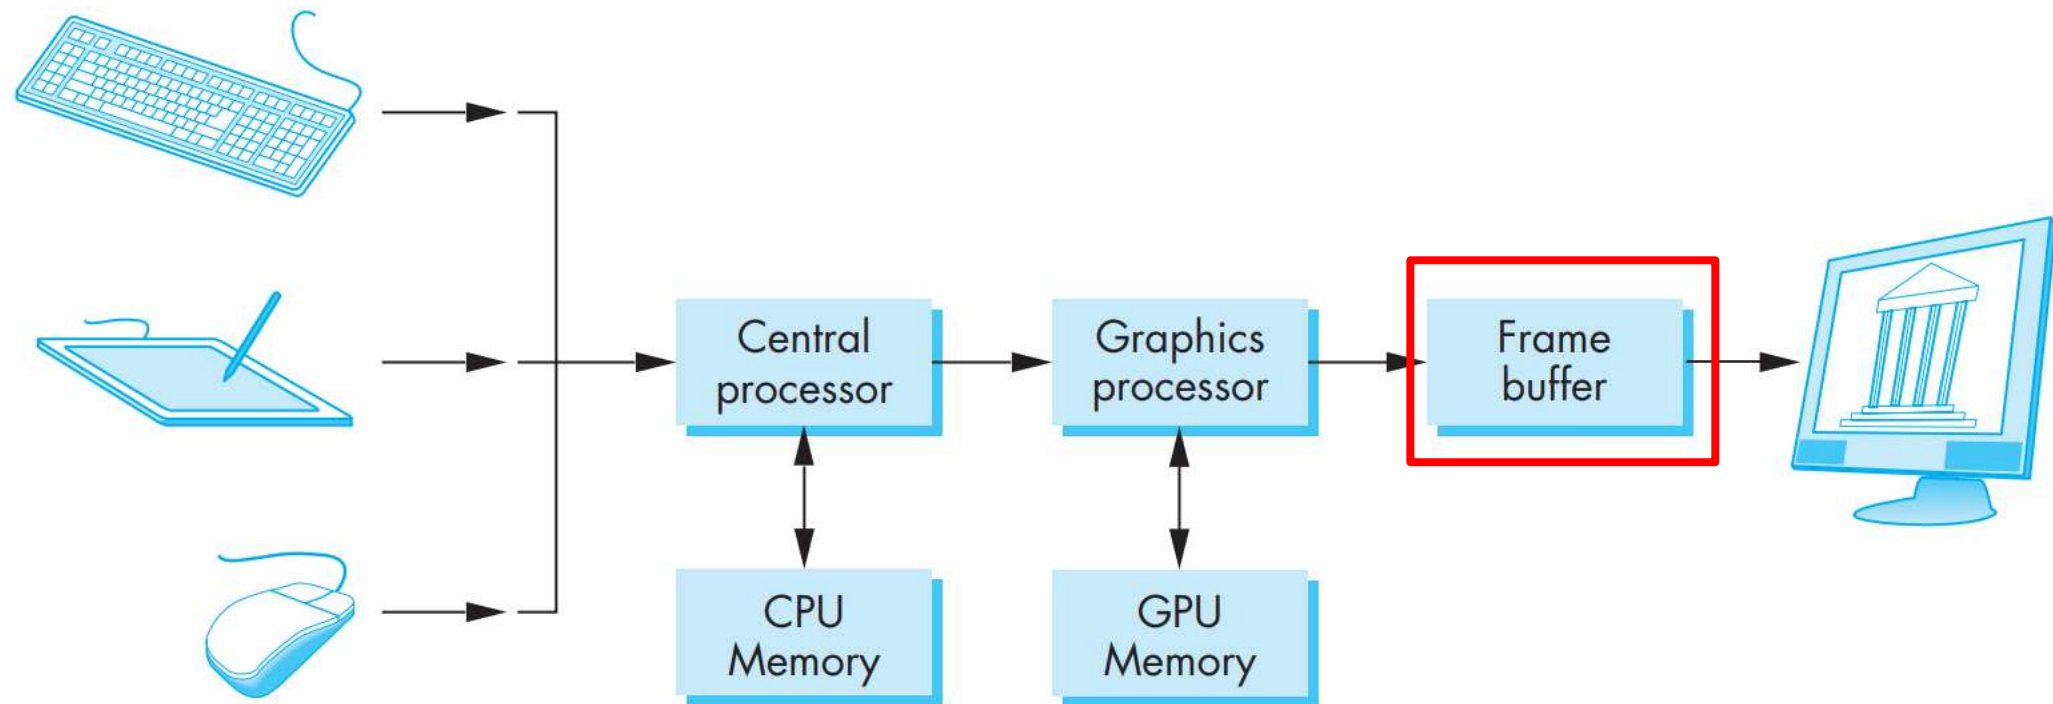 Central
processor
Graphics
processor
Frame
buffer
CPU
Memory
GPU
Memory